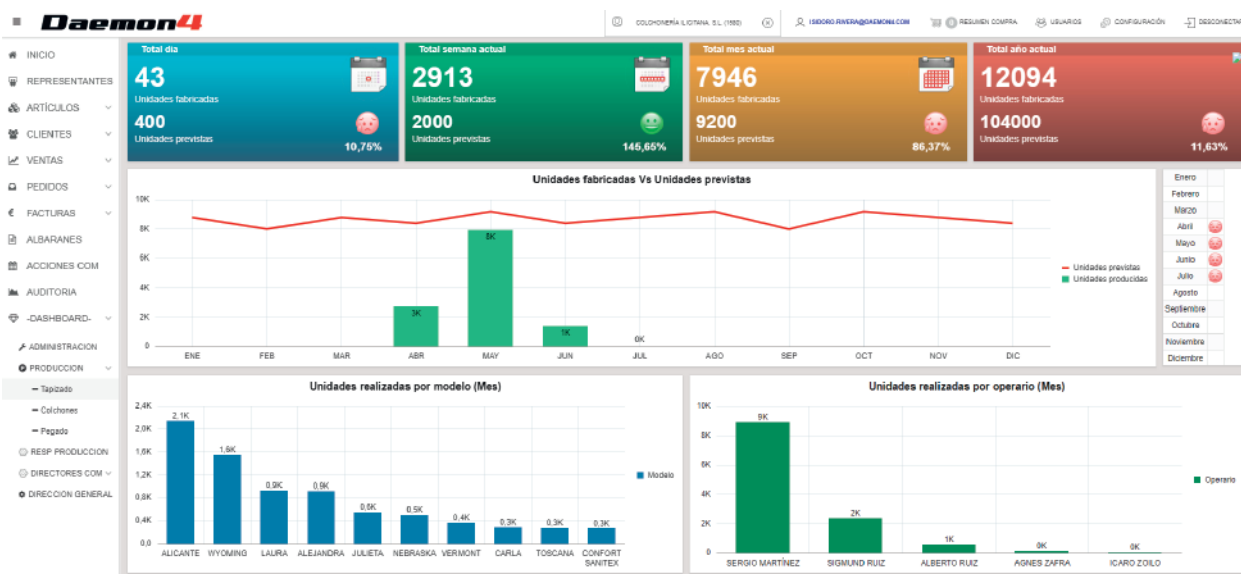 Daemon4
COLCHONERÍA ILICITANA, S.L. (1580)
ISIDORO.RIVERA@DAEMON4.COM
0
RESUMEN COMPRA
USUARIOS
CONFIGURACIÓN
DESCONECTAR
INICIO
REPRESENTANTES
ARTÍCULOS
CLIENTES
VENTAS
PEDIDOS
FACTURAS
ALBARANES
ACCIONES COM
AUDITORIA
-DASHBOARD-
ADMINISTRACION
PRODUCCION
Tapizado
Colchones
Pegado
RESP PRODUCCION
DIRECTORES COM
DIRECCION GENERAL
Total día
43
Unidades fabricadas
400
Unidades previstas
10,75%
Total semana actual
2913
Unidades fabricadas
2000
Unidades previstas
145,65%
Total mes actual
7946
Unidades fabricadas
9200
Unidades previstas
86,37%
Total año actual
12094
Unidades fabricadas
104000
Unidades previstas
11,63%
Unidades fabricadas Vs Unidades previstas
10K
8K
6K
4K
2K
0
3K
8K
1K
0K
ENE FEB MAR ABR MAY JUN JUL AGO SEP OCT NOV DIC
Unidades previstas
Unidades producidas
Enero
Febrero
Marzo
Abril
Mayo
Junio
Julio
Agosto
Septiembre
Octubre
Noviembre
Diciembre
Unidades realizadas por modelo (Mes)
2,4K
2,0K
1,6K
1,2K
0,8K
0,4K
0,0
2,1K
1,6K
0,9K
0,9K
0,6K
0,5K
0,4K
0,3K
0,3K
0,3K
ALICANTE WYOMING LAURA ALEJANDRA JULIETA NEBRASKA VERMONT CARLA TOSCANA CONFORT
SANITEX
Modelo
Unidades realizadas por operario (Mes)
10K
8K
6K
4K
2K
0
9K
2K
1K
0K
0K
SERGIO MARTÍNEZ SIGMUND RUIZ ALBERTO RUIZ AGNES ZAFRA ICARO ZOILO
Operario